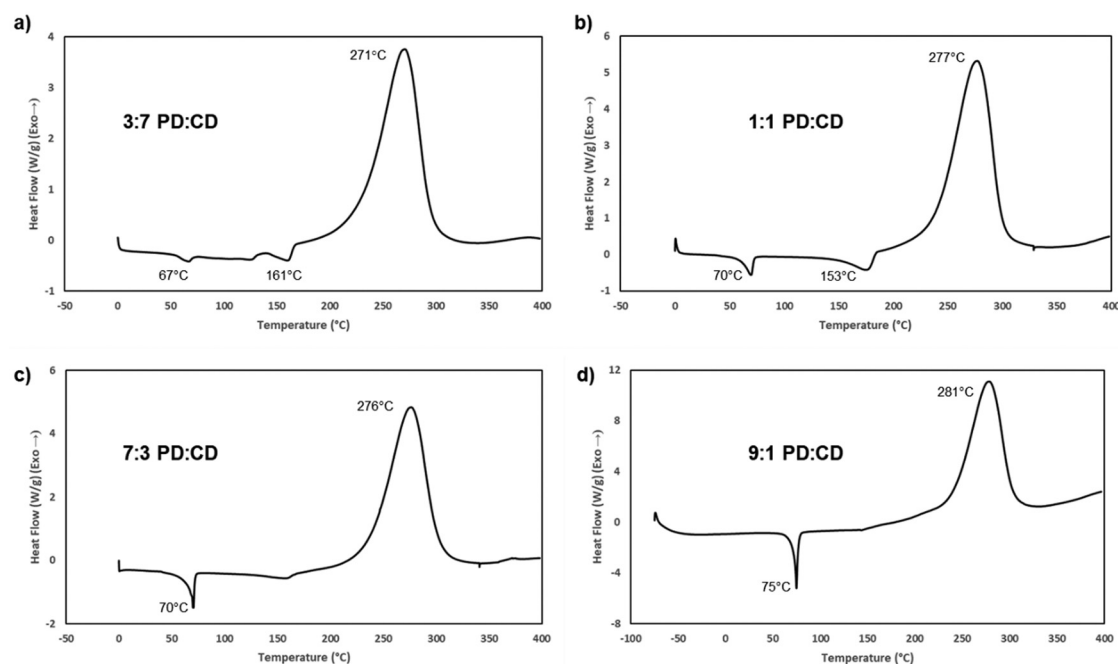 a)
4
3
2
1
0
-1
Heat Flow (W/g) (Exo→)
271°C
3:7 PD:CD
67°C
161°C
-50 0 50 100 150 200 250 300 350 400
Temperature (°C)
b)
6
5
4
3
2
1
0
-1
Heat Flow (W/g) (Exo→)
277°C
1:1 PD:CD
70°C
153°C
-50 0 50 100 150 200 250 300 350 400
Temperature (°C)
c)
6
4
2
0
-2
Heat Flow (W/g) (Exo→)
276°C
7:3 PD:CD
70°C
-50 0 50 100 150 200 250 300 350 400
Temperature (°C)
d)
12
8
4
0
-4
-8
Heat Flow (W/g) (Exo→)
281°C
9:1 PD:CD
75°C
-100 0 50 100 150 200 250 300 350 400
Temperature (°C)